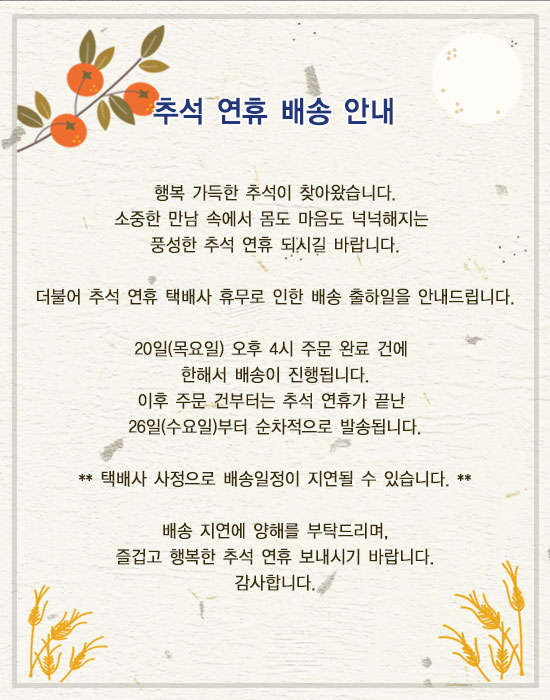 추석 연휴 배송 안내
행복 가득한 추석이 찾아왔습니다.
소중한 만남 속에서 몸도 마음도 넉넉해지는
풍성한 추석 연휴 되시길 바랍니다.
더불어 추석 연휴 택배사 휴무로 인한 배송 출하일을 안내드립니다.
20일(목요일) 오후 4시 주문 완료 건에
한해서 배송이 진행됩니다.
이후 주문 건부터는 추석 연휴가 끝난
26일(수요일)부터 순차적으로 발송됩니다.
** 택배사 사정으로 배송일정이 지연될 수 있습니다. **
배송 지연에 양해를 부탁드리며,
즐겁고 행복한 추석 연휴 보내시기 바랍니다.
감사합니다.